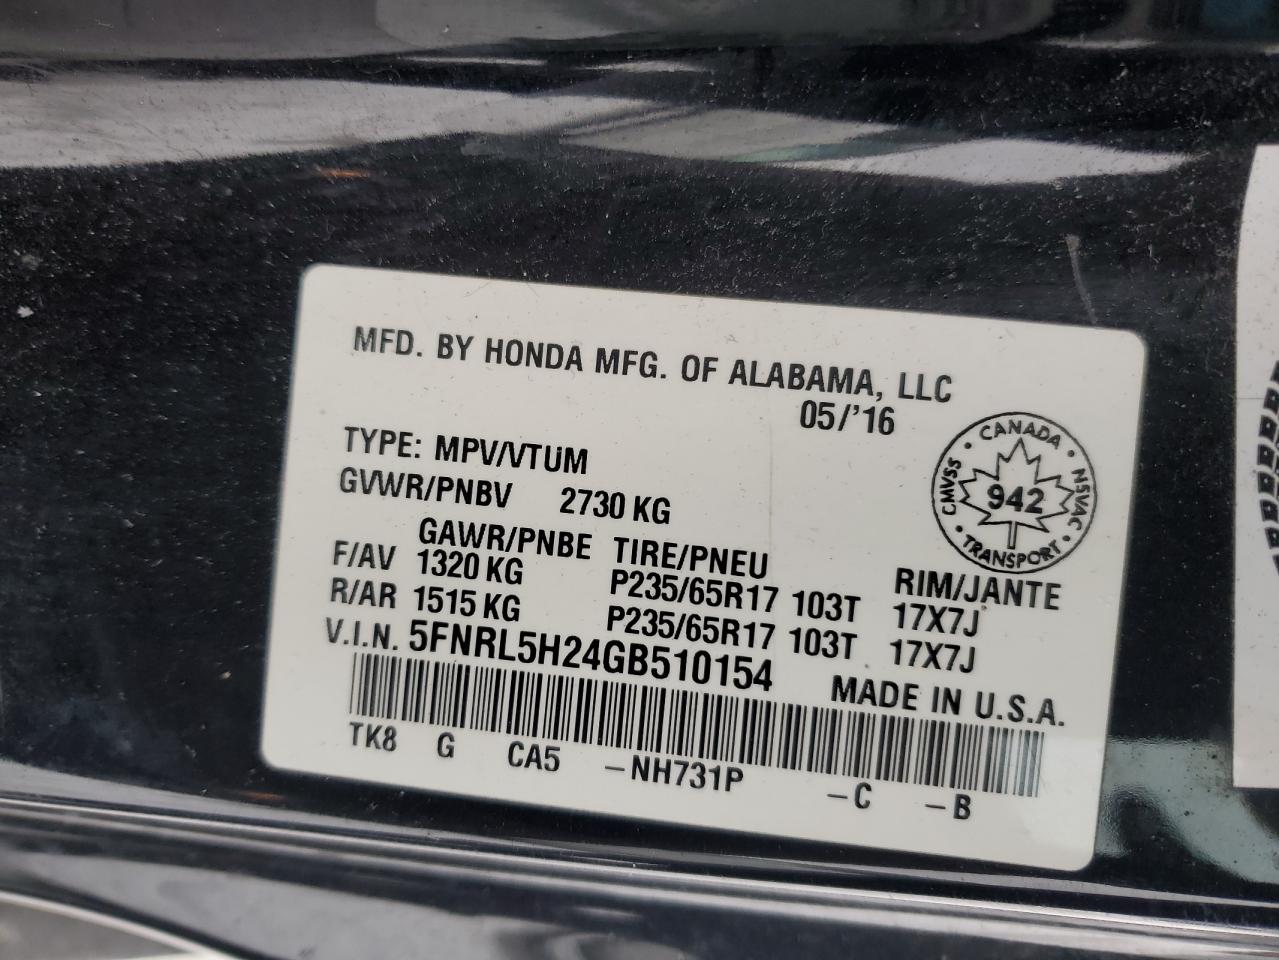 MFD. BY HONDA MFG. OF ALABAMA, LLC
05/'16
TYPE: MPV/VTUM
GVWR/PNBV 2730 KG
GAWR/PNBE TIRE/PNEU RIM/JANTE
F/AV 1320 KG P235/65R17 103T 17X7J
R/AR 1515 KG P235/65R17 103T 17X7J
V.I.N. 5FNRL5H24GB510154 MADE IN U.S.A.
TK8 G CA5 -NH731P -C -B
CANADA
CMVSS 942 NSVAC
TRANSPORT